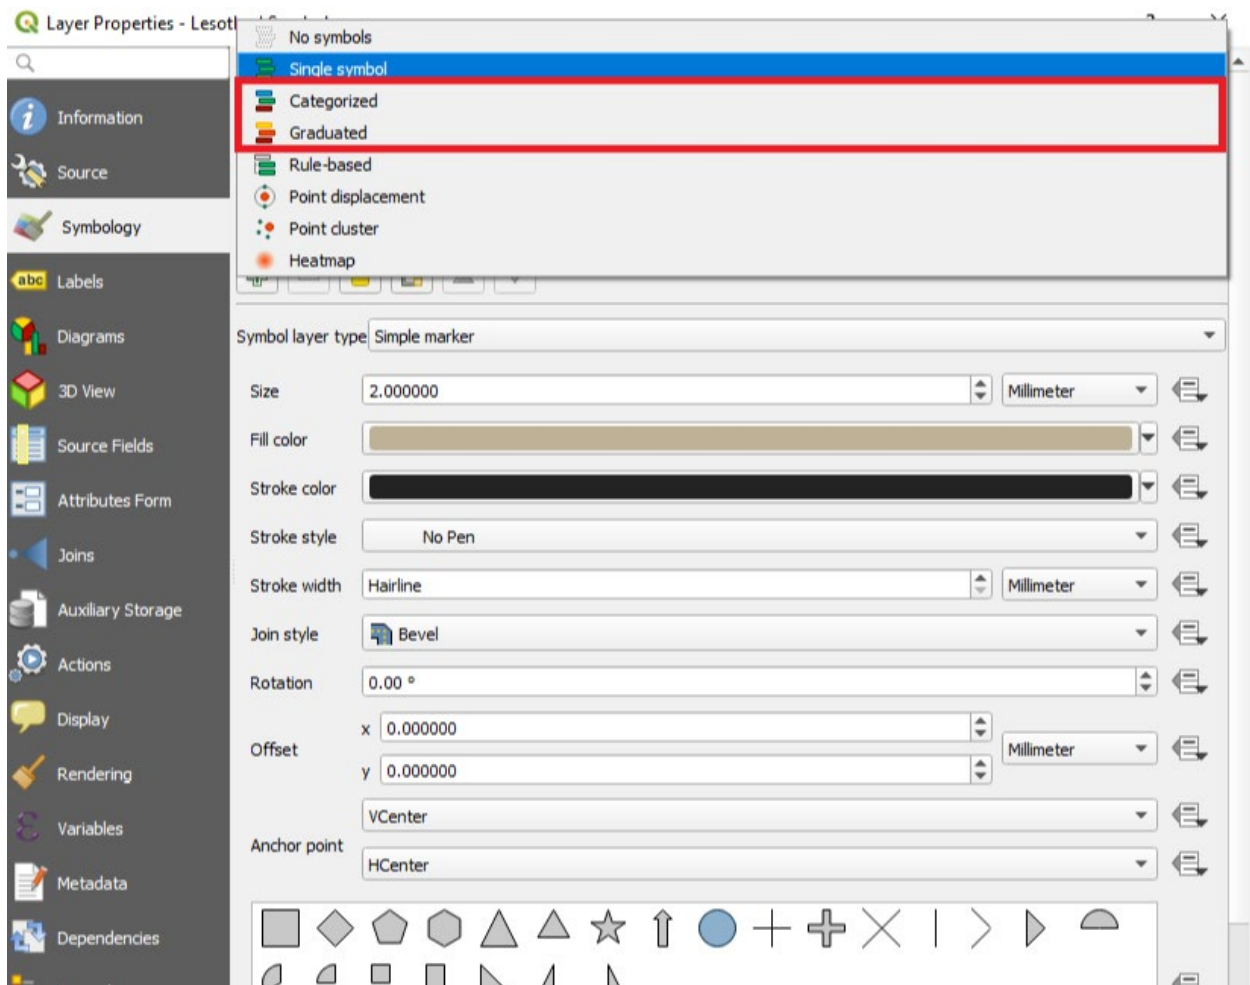 Layer Properties - Lesot
No symbols
Single symbol
Categorized
Graduated
Rule-based
Point displacement
Point cluster
Heatmap
Information
Source
Symbology
abc Labels
Diagrams
3D View
Source Fields
Attributes Form
Joins
Auxiliary Storage
Actions
Display
Rendering
Variables
Metadata
Dependencies
Symbol layer type Simple marker
Size 2.000000 Millimeter
Fill color
Stroke color
Stroke style No Pen
Stroke width Hairline Millimeter
Join style Bevel
Rotation 0.00 °
Offset x 0.000000 Millimeter
y 0.000000
Anchor point VCenter
HCenter